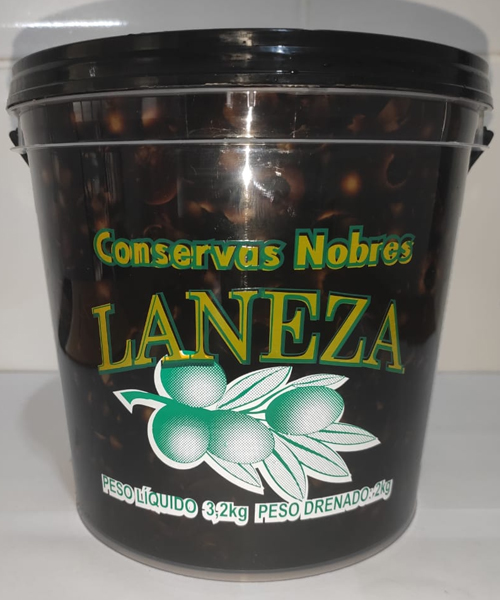 Conservas Nobres
LANEZA
PESO LÍQUIDO 3,2kg PESO DRENADO: 2Kg